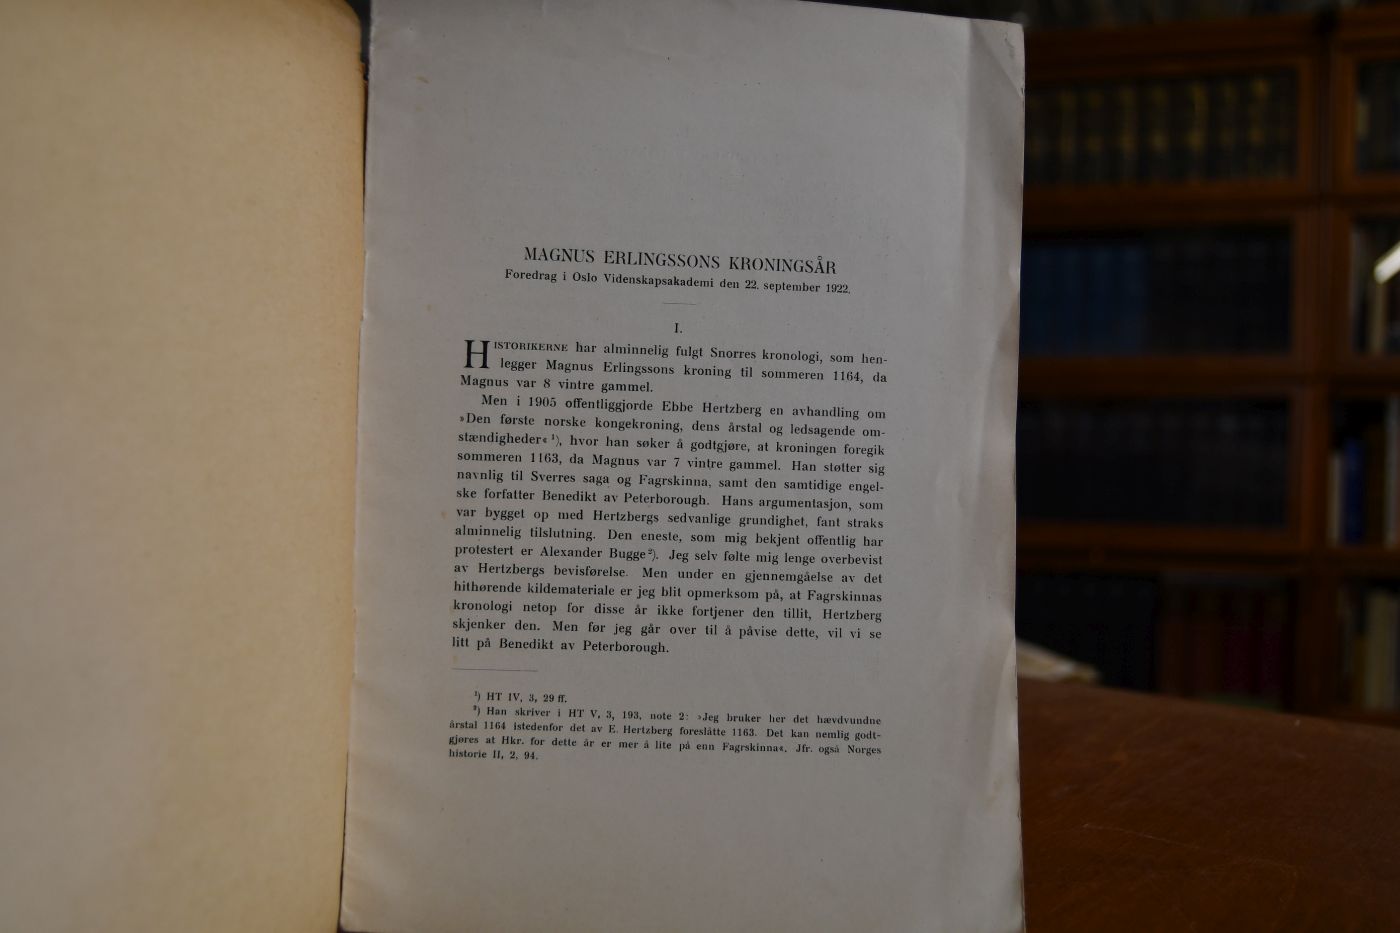 MAGNUS ERLINGSSONS KRONINGSÅR
Foredrag i Oslo Videnskapsakademi den 22. september 1922.
I.
HISTORIKERNE har alminnelig fulgt Snorres kronologi, som hen-
legger Magnus Erlingssons kroning til sommeren 1164, da
Magnus var 8 vintre gammel.
Men i 1905 offentliggjorde Ebbe Hertzberg en avhandling om
»Den første norske kongekroning, dens årstal og ledsagende om-
stændigheder« ¹), hvor han søker å godtgjøre, at kroningen foregik
sommeren 1163, da Magnus var 7 vintre gammel. Han støtter sig
navnlig til Sverres saga og Fagrskinna, samt den samtidige engel-
ske forfatter Benedikt av Peterborough. Hans argumentasjon, som
var bygget op med Hertzbergs sedvanlige grundighet, fant straks
alminnelig tilslutning. Den eneste, som mig bekjent offentlig har
protestert er Alexander Bugge²). Jeg selv følte mig lenge overbevist
av Hertzbergs bevisførelse. Men under en gjennemgåelse av det
hithørende kildemateriale er jeg blit opmerksom på, at Fagrskinnas
kronologi netop for disse år ikke fortjener den tillit, Hertzberg
skjenker den. Men før jeg går over til å påvise dette, vil vi se
litt på Benedikt av Peterborough.
¹) HT IV, 3, 29 ff.
²) Han skriver i HT V, 3, 193, note 2: »Jeg bruker her det hævdvundne
årstal 1164 istedenfor det av E. Hertzberg foreslåtte 1163. Det kan nemlig godt-
gjøres at Hkr. for dette år er mer å lite på enn Fagrskinna«. Jfr. også Norges
historie II, 2, 94.